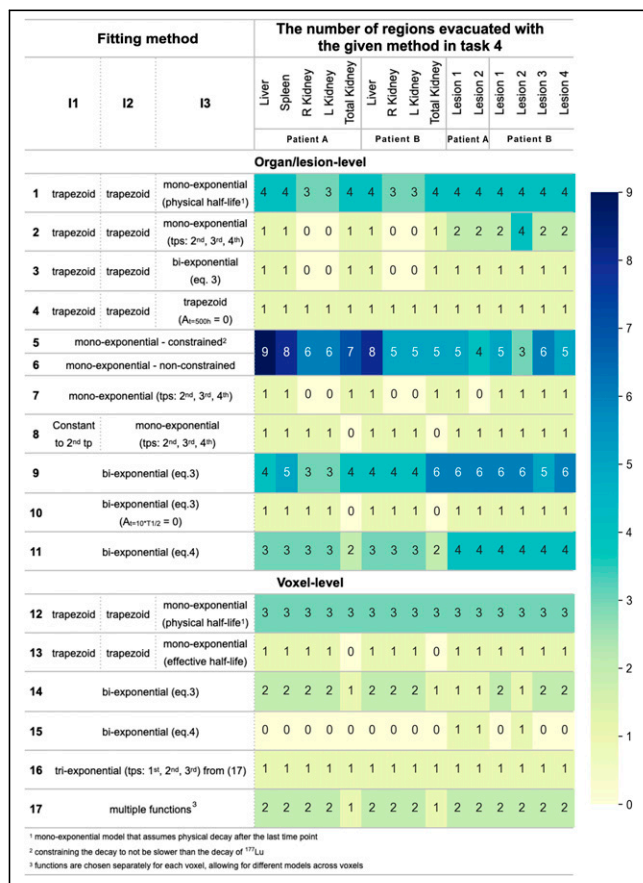 Fitting method
The number of regions evacuated with
the given method in task 4
I1 I2 I3
Liver Spleen R Kidney L Kidney Total Kidney Liver R Kidney L Kidney Total Kidney Lesion 1 Lesion 2 Lesion 1 Lesion 2 Lesion 3 Lesion 4
Patient A Patient B Patient A Patient B
Organ/lesion-level
1 trapezoid trapezoid mono-exponential (physical half-life¹) 4 4 3 3 4 4 3 3 4 4 4 4 4 4 4
2 trapezoid trapezoid mono-exponential (tps: 2nd, 3rd, 4th) 1 1 0 0 1 1 0 0 1 2 2 2 4 2 2
3 trapezoid trapezoid bi-exponential (eq. 3) 1 1 0 0 1 1 0 0 1 1 1 1 1 1 1
4 trapezoid trapezoid trapezoid (At=500h = 0) 1 1 1 1 1 1 1 1 1 1 1 1 1 1 1
5 mono-exponential - constrained²
9 8 6 6 7 8 5 5 5 5 4 5 3 6 5
6 mono-exponential - non-constrained
7 mono-exponential (tps: 2nd, 3rd, 4th) 1 1 0 0 1 1 0 0 1 1 0 1 1 1 1
8 Constant to 2nd tp mono-exponential (tps: 2nd, 3rd, 4th) 1 1 1 1 0 1 1 1 0 1 1 1 1 1 1
9 bi-exponential (eq.3) 4 5 3 3 4 4 4 4 6 6 6 6 6 5 6
10 bi-exponential (eq.3) (At=10*T1/2 = 0) 1 1 1 1 0 1 1 1 0 1 1 1 1 1 1
11 bi-exponential (eq.4) 3 3 3 3 2 3 3 3 2 4 4 4 4 4 4
Voxel-level
12 trapezoid trapezoid mono-exponential (physical half-life¹) 3 3 3 3 3 3 3 3 3 3 3 3 3 3 3
13 trapezoid trapezoid mono-exponential (effective half-life) 1 1 1 1 0 1 1 1 0 1 1 1 1 1 1
14 bi-exponential (eq.3) 2 2 2 2 1 2 2 2 1 1 1 2 1 2 2
15 bi-exponential (eq.4) 0 0 0 0 0 0 0 0 0 1 1 0 1 0 0
16 tri-exponential (tps: 1st, 2nd, 3rd) from (17) 1 1 1 1 1 1 1 1 1 1 1 1 1 1 1
17 multiple functions³ 2 2 2 2 1 2 2 2 1 2 2 2 2 2 2
¹ mono-exponential model that assumes physical decay after the last time point
² constraining the decay to not be slower than the decay of ¹⁷⁷Lu
³ functions are chosen separately for each voxel, allowing for different models across voxels
9
8
7
6
5
4
3
2
1
0